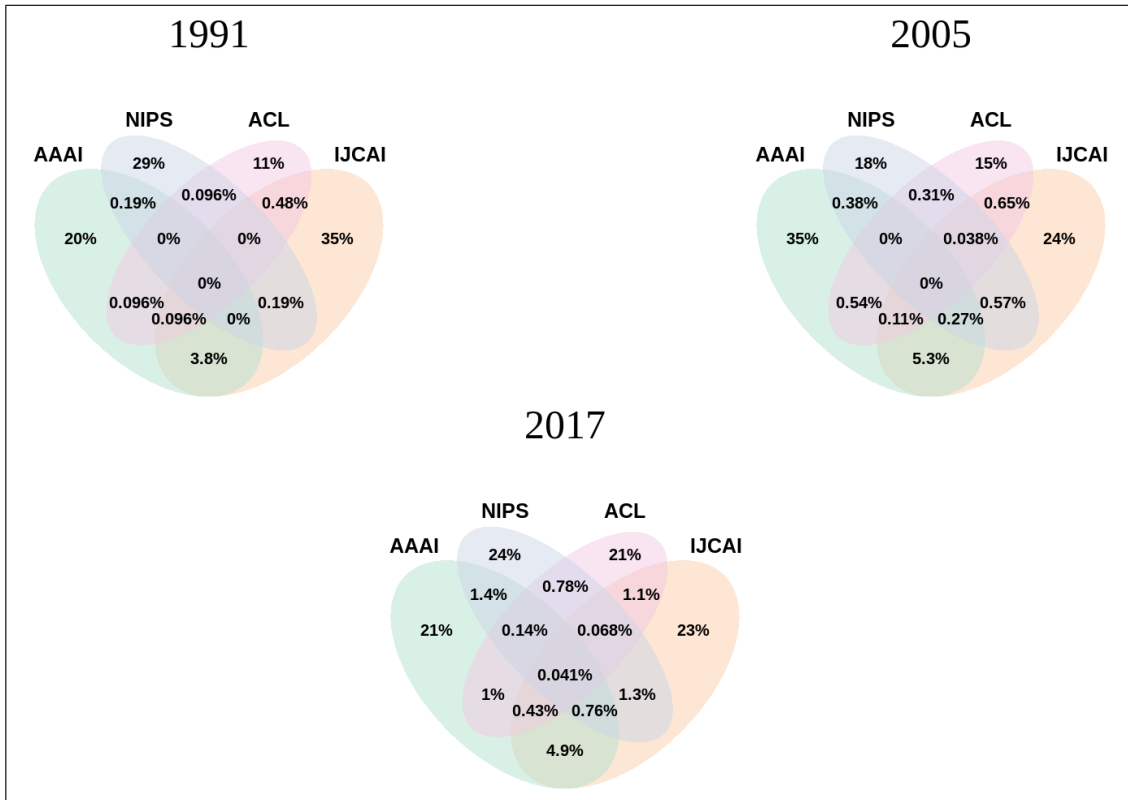 1991
2005
NIPS ACL
AAAI IJCAI
29% 11%
0.19% 0.096% 0.48%
20% 0% 0% 35%
0%
0.096% 0.19%
0.096% 0%
3.8%
NIPS ACL
AAAI IJCAI
18% 15%
0.38% 0.31% 0.65%
35% 0% 0.038% 24%
0%
0.54% 0.57%
0.11% 0.27%
5.3%
2017
NIPS ACL
AAAI IJCAI
24% 21%
1.4% 0.78% 1.1%
21% 0.14% 0.068% 23%
0.041%
1% 1.3%
0.43% 0.76%
4.9%